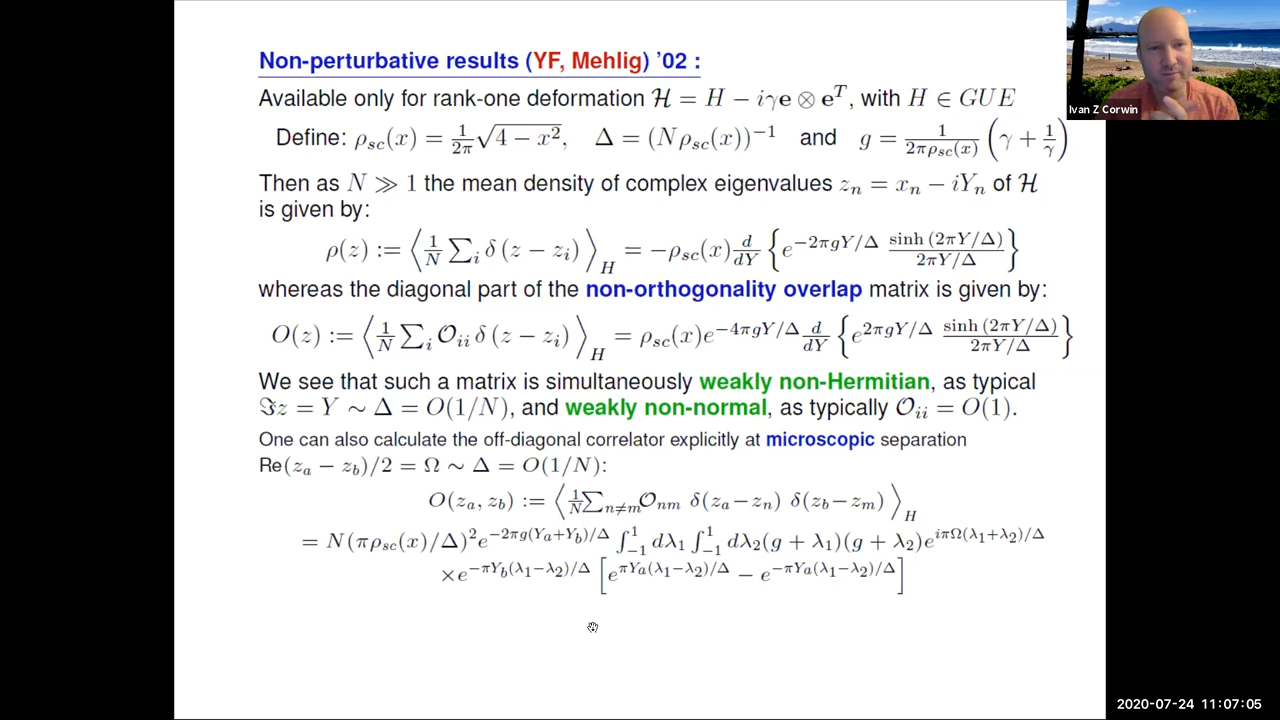 Non-perturbative results (YF, Mehlig) '02 :
Ivan Z Corwin
Available only for rank-one deformation ℋ = H − iγe ⊗ e^T, with H ∈ GUE
Define: ρ_sc(x) = 1/2π √(4 − x²), Δ = (Nρ_sc(x))^−1 and g = 1/(2πρ_sc(x)) (γ + 1/γ)
Then as N ≫ 1 the mean density of complex eigenvalues z_n = x_n − iY_n of ℋ
is given by:
ρ(z) := ⟨ 1/N ∑_i δ (z − z_i) ⟩_H = −ρ_sc(x) d/dY { e^{−2πgY/Δ} sinh (2πY/Δ) / 2πY/Δ }
whereas the diagonal part of the non-orthogonality overlap matrix is given by:
O(z) := ⟨ 1/N ∑_i 𝒪_ii δ (z − z_i) ⟩_H = ρ_sc(x)e^{−4πgY/Δ} d/dY { e^{2πgY/Δ} sinh (2πY/Δ) / 2πY/Δ }
We see that such a matrix is simultaneously weakly non-Hermitian, as typical
ℑz = Y ∼ Δ = O(1/N), and weakly non-normal, as typically 𝒪_ii = O(1).
One can also calculate the off-diagonal correlator explicitly at microscopic separation
Re(z_a − z_b)/2 = Ω ∼ Δ = O(1/N):
O(z_a, z_b) := ⟨ 1/N ∑_{n≠m} 𝒪_nm δ(z_a−z_n) δ(z_b−z_m) ⟩_H
= N(πρ_sc(x)/Δ)² e^{−2πg(Y_a+Y_b)/Δ} ∫_{−1}^{1} dλ_1 ∫_{−1}^{1} dλ_2(g + λ_1)(g + λ_2)e^{iπΩ(λ_1+λ_2)/Δ}
×e^{−πY_b(λ_1−λ_2)/Δ} [ e^{πY_a(λ_1−λ_2)/Δ} − e^{−πY_a(λ_1−λ_2)/Δ} ]
2020-07-24 11:07:05